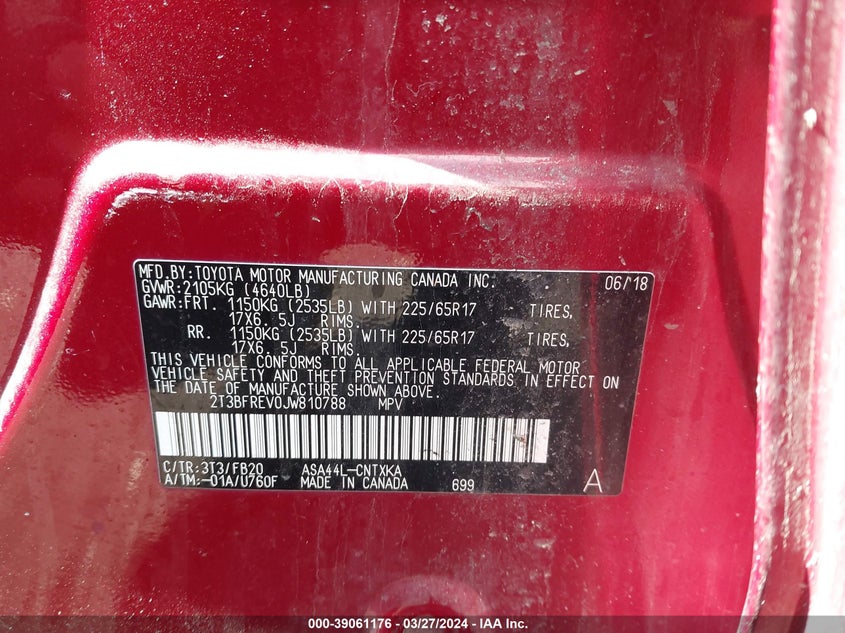 MFD.BY:TOYOTA MOTOR MANUFACTURING CANADA INC. 06/18
GVWR:2105KG (4640LB)
GAWR:FRT. 1150KG (2535LB) WITH 225/65R17 TIRES,
17X6.5J RIMS.
RR. 1150KG (2535LB) WITH 225/65R17 TIRES,
17X6.5J RIMS.
THIS VEHICLE CONFORMS TO ALL APPLICABLE FEDERAL MOTOR
VEHICLE SAFETY AND THEFT PREVENTION STANDARDS IN EFFECT ON
THE DATE OF MANUFACTURE SHOWN ABOVE.
2T3BFREV0JW810788 MPV
C/TR:3T3/FB20 ASA44L-CNTXKA
A/TM:-01A/U760F MADE IN CANADA 699 A
000-39061176 — 03/27/2024 — IAA Inc.